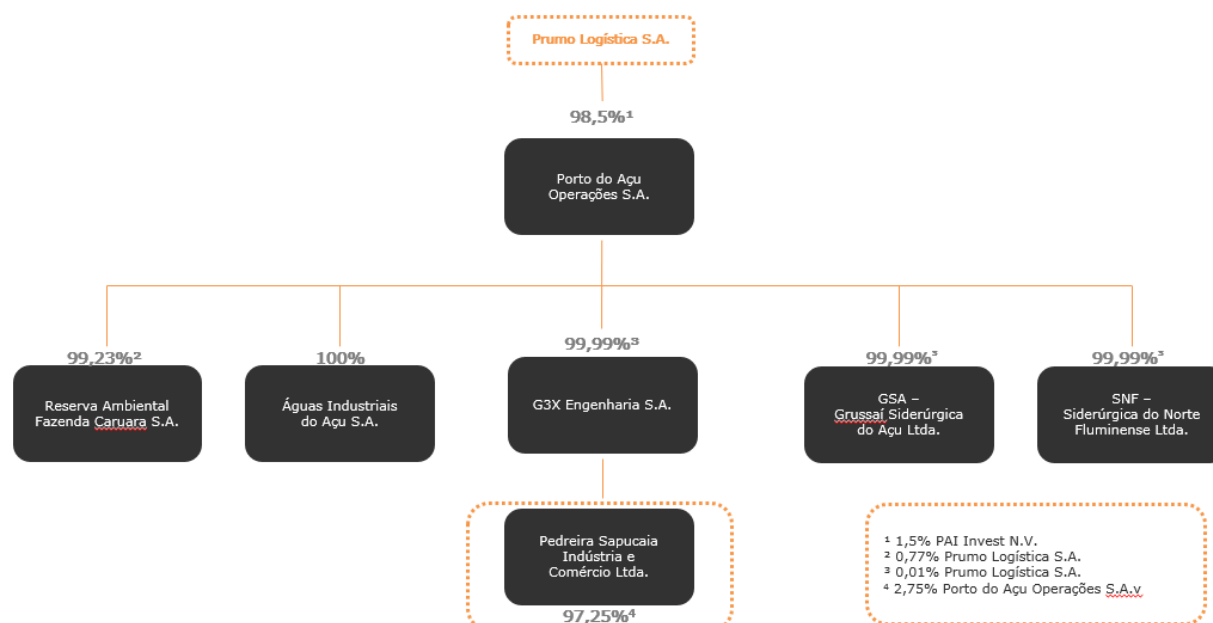 Prumo Logística S.A.
98,5%¹
Porto do Açu
Operações S.A.
99,23%²
100%
99,99%³
99,99%³
99,99%³
Reserva Ambiental
Fazenda Caruara S.A.
Águas Industriais
do Açu S.A.
G3X Engenharia S.A.
GSA –
Grussaí Siderúrgica
do Açu Ltda.
SNF –
Siderúrgica do Norte
Fluminense Ltda.
Pedreira Sapucaia
Indústria e
Comércio Ltda.
97,25%⁴
¹ 1,5% PAI Invest N.V.
² 0,77% Prumo Logística S.A.
³ 0,01% Prumo Logística S.A.
⁴ 2,75% Porto do Açu Operações S.A.v